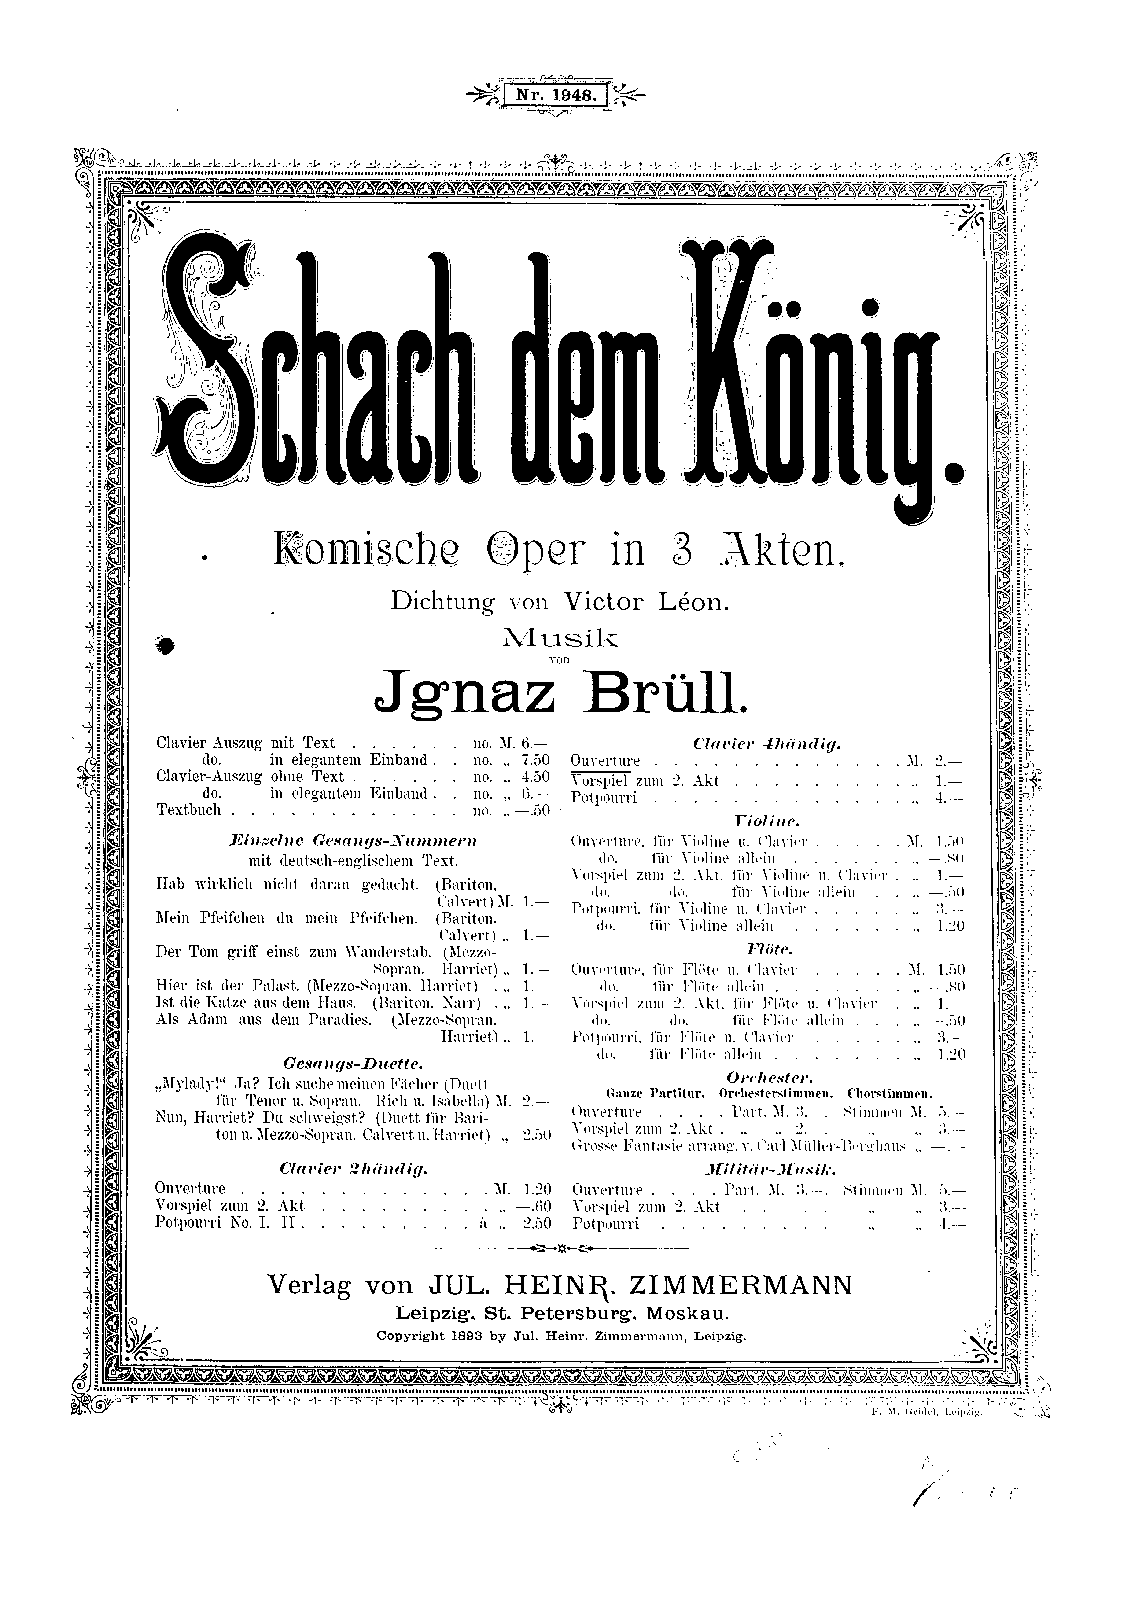 Nr. 1948.
Schach dem König.
Komische Oper in 3 Akten.
Dichtung von Victor Léon.
Musik
von
Jgnaz Brüll.
Clavier Auszug mit Text . . . . . . no. M. 6.—
do. in elegantem Einband . . no. „ 7.50
Clavier-Auszug ohne Text . . . . . . no. „ 4.50
do. in elegantem Einband . . no. „ 6.--
Textbuch . . . . . . . . . . . . . no. „ —.50
Einzelne Gesangs-Nummern
mit deutsch-englischem Text.
Hab wirklich nicht daran gedacht. (Bariton,
Calvert) M. 1.—
Mein Pfeifchen du mein Pfeifchen. (Bariton.
Calvert) „ 1.—
Der Tom griff einst zum Wanderstab. (Mezzo-
Sopran. Harriet) „ 1.—
Hier ist der Palast. (Mezzo-Sopran. Harriet) . „ 1.
Ist die Katze aus dem Haus. (Bariton. Narr) . „ 1. -
Als Adam aus dem Paradies. (Mezzo-Sopran.
Harriet) „ 1.
Gesangs-Duette.
„Mylady!“ Ja? Ich suche meinen Fächer (Duett
für Tenor u. Sopran. Rich u. Isabella) M. 2.—
Nun, Harriet? Du schweigst? (Duett für Bari-
ton u. Mezzo-Sopran. Calvert u. Harriet) „ 2.50
Clavier 2händig.
Ouverture . . . . . . . . . . . . . M. 1.20
Vorspiel zum 2. Akt . . . . . . . . . . „ —.60
Potpourri No. I. II . . . . . . . . . . à „ 2.50
Clavier 4händig.
Ouverture . . . . . . . . . . . . . M. 2.—
Vorspiel zum 2. Akt . . . . . . . . . . „ 1.—
Potpourri . . . . . . . . . . . . . . „ 4.--
Violine.
Ouverture, für Violine u. Clavier . . . . . M. 1.50
do. für Violine allein . . . . . . . „ —.80
Vorspiel zum 2. Akt. für Violine u. Clavier . „ 1.—
do. do. für Violine allein . . . „ —.50
Potpourri, für Violine u. Clavier . . . . . . „ 3.--
do. für Violine allein . . . . . . . „ 1.20
Flöte.
Ouverture, für Flöte u. Clavier . . . . . M. 1.50
do. für Flöte allein . . . . . . . . „ --.80
Vorspiel zum 2. Akt. für Flöte u. Clavier . „ 1.
do. do. für Flöte allein . . . . „ --.50
Potpourri, für Flöte u. Clavier . . . . . . „ 3.-
do. für Flöte allein . . . . . . . . „ 1.20
Orchester.
Ganze Partitur. Orchesterstimmen. Chorstimmen.
Ouverture . . . . Part. M. 3. . Stimmen M. 5. -
Vorspiel zum 2. Akt . „ „ 2. . „ „ 3.—
Grosse Fantasie arrang. v. Carl Müller-Berghaus „ —. -
Militär-Musik.
Ouverture . . . . Part. M. 3.—. Stimmen M. 5.—
Vorspiel zum 2. Akt . . . . . „ „ 3.—
Potpourri . . . . . . . . . . „ „ 4.—
Verlag von JUL. HEINR. ZIMMERMANN
Leipzig. St. Petersburg. Moskau.
Copyright 1893 by Jul. Heinr. Zimmermann, Leipzig.
F. M. Geidel, Leipzig.